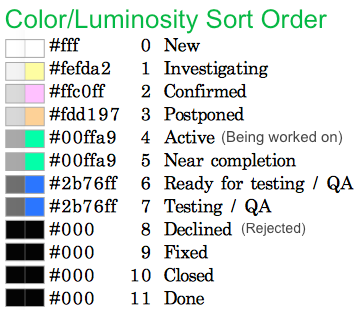 Color/Luminosity Sort Order
#fff 0 New
#fefda2 1 Investigating
#ffc0ff 2 Confirmed
#fdd197 3 Postponed
#00ffa9 4 Active (Being worked on)
#00ffa9 5 Near completion
#2b76ff 6 Ready for testing / QA
#2b76ff 7 Testing / QA
#000 8 Declined (Rejected)
#000 9 Fixed
#000 10 Closed
#000 11 Done